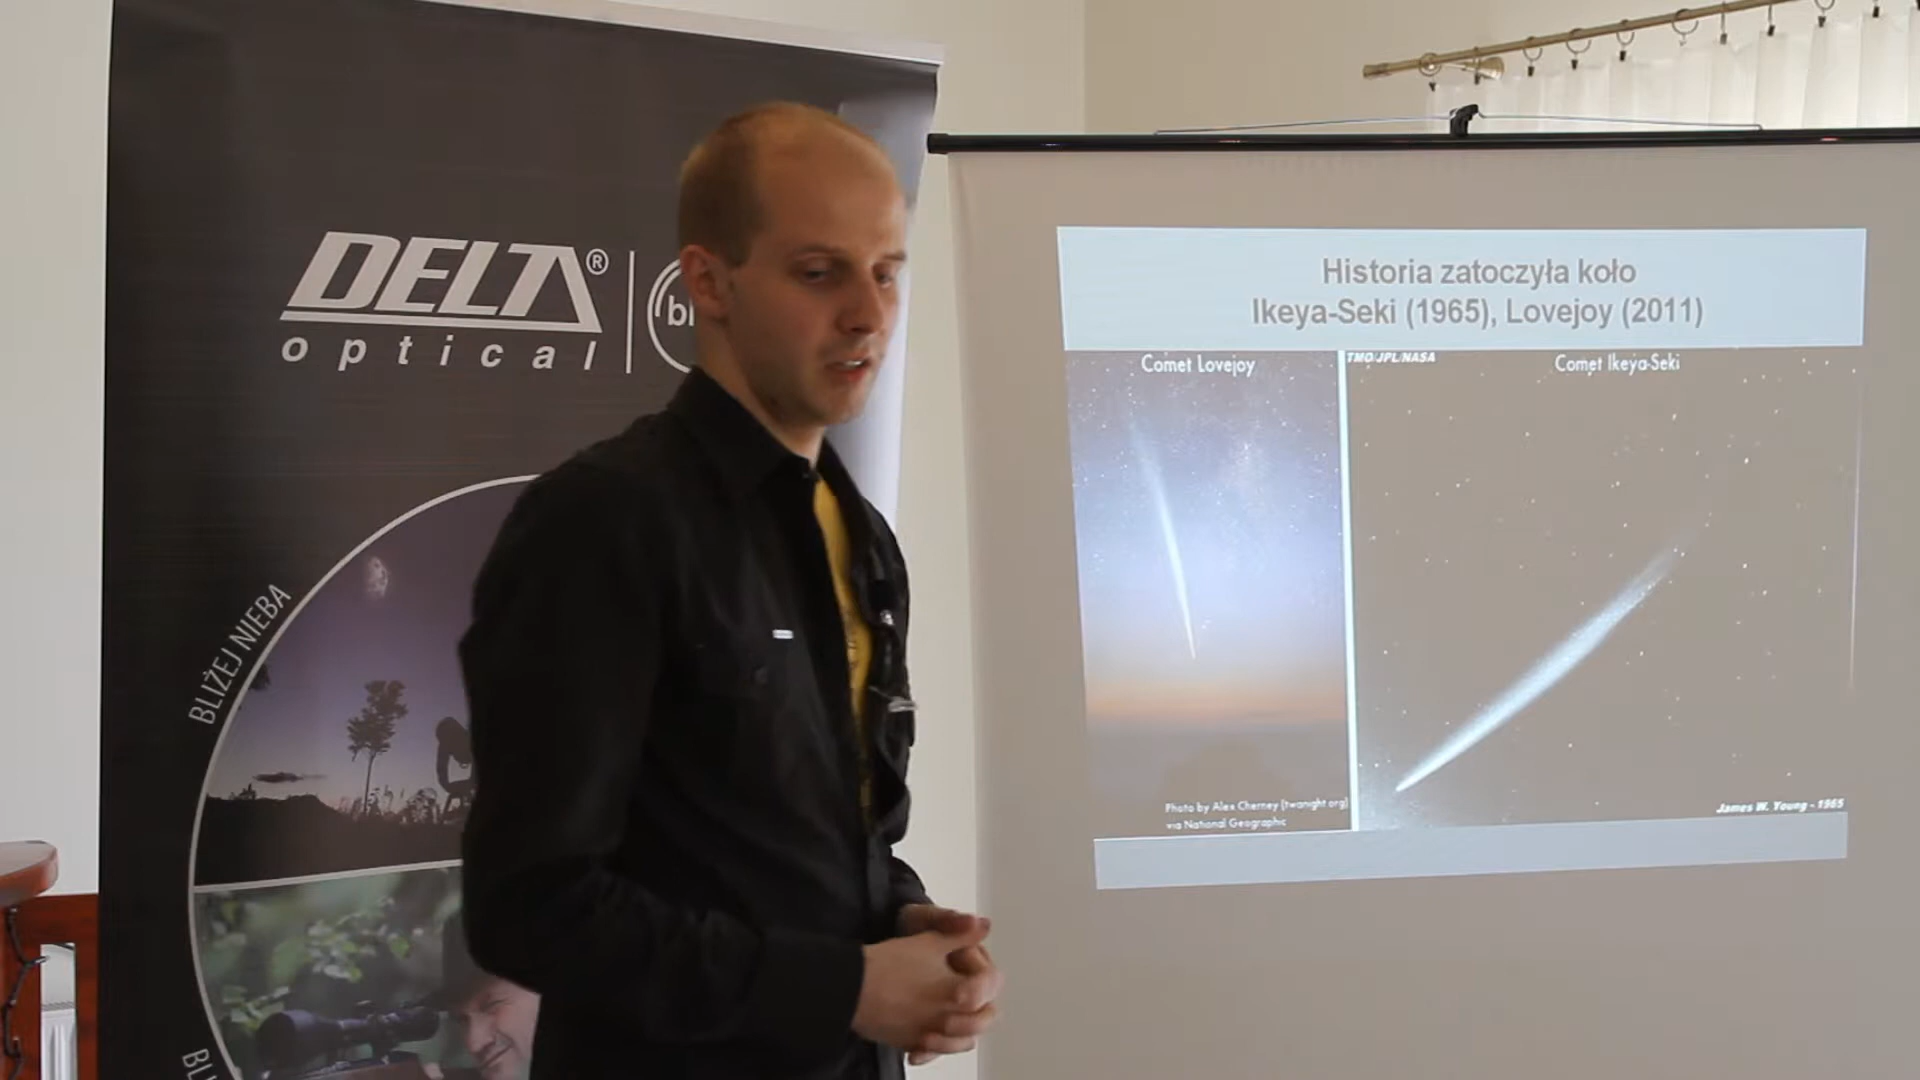 DELTA®
optical
BLIŻEJ NIEBA
Historia zatoczyła koło
Ikeya-Seki (1965), Lovejoy (2011)
Comet Lovejoy
TMO/JPL/NASA
Comet Ikeya-Seki
Photo by Alex Cherney (twanight.org)
via National Geographic
James W. Young - 1965